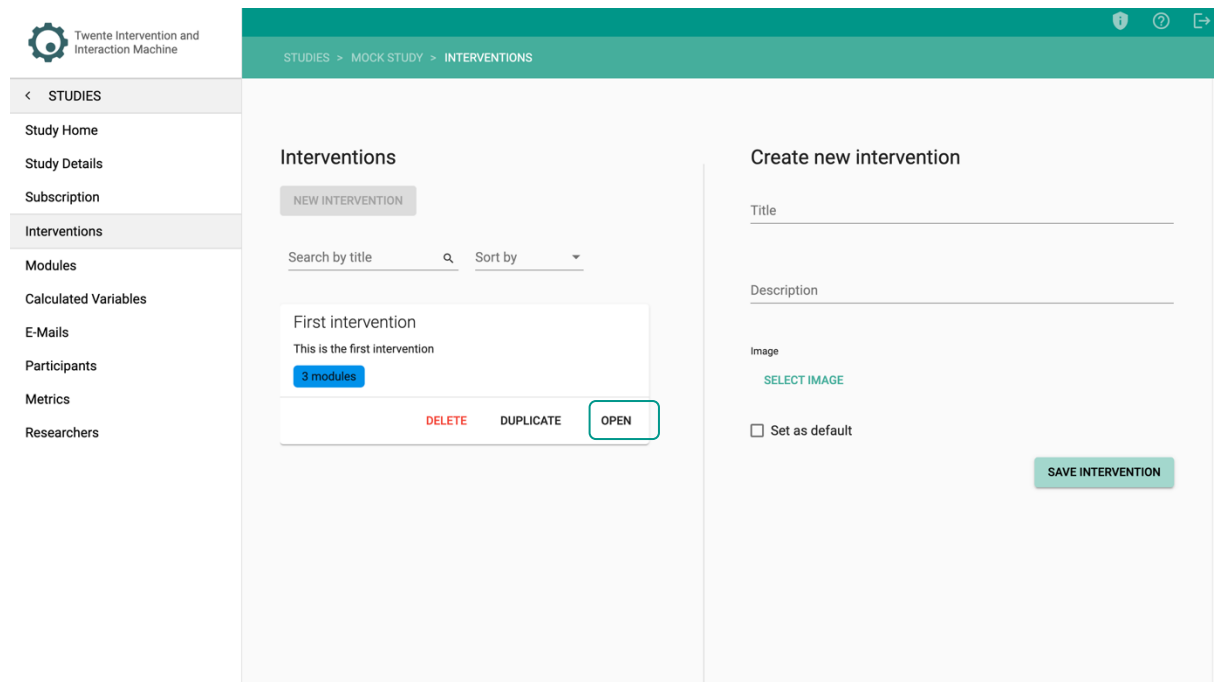 Twente Intervention and
Interaction Machine
STUDIES > MOCK STUDY > INTERVENTIONS
< STUDIES
Study Home
Study Details
Subscription
Interventions
Modules
Calculated Variables
E-Mails
Participants
Metrics
Researchers
Interventions
NEW INTERVENTION
Search by title
Sort by
First intervention
This is the first intervention
3 modules
DELETE DUPLICATE OPEN
Create new intervention
Title
Description
Image
SELECT IMAGE
Set as default
SAVE INTERVENTION